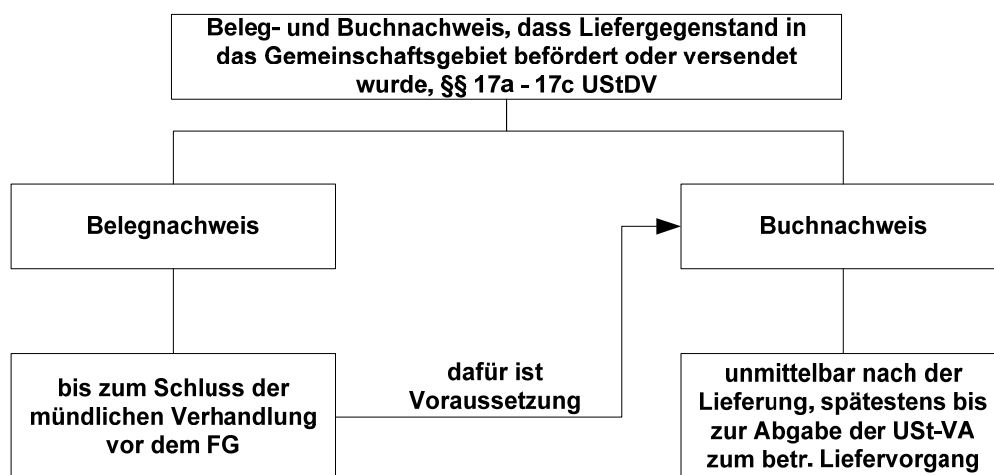 Beleg- und Buchnachweis, dass Liefergegenstand in
das Gemeinschaftsgebiet befördert oder versendet
wurde, §§ 17a - 17c UStDV
Belegnachweis
Buchnachweis
bis zum Schluss der
mündlichen Verhandlung
vor dem FG
dafür ist
Voraussetzung
unmittelbar nach der
Lieferung, spätestens bis
zur Abgabe der USt-VA
zum betr. Liefervorgang